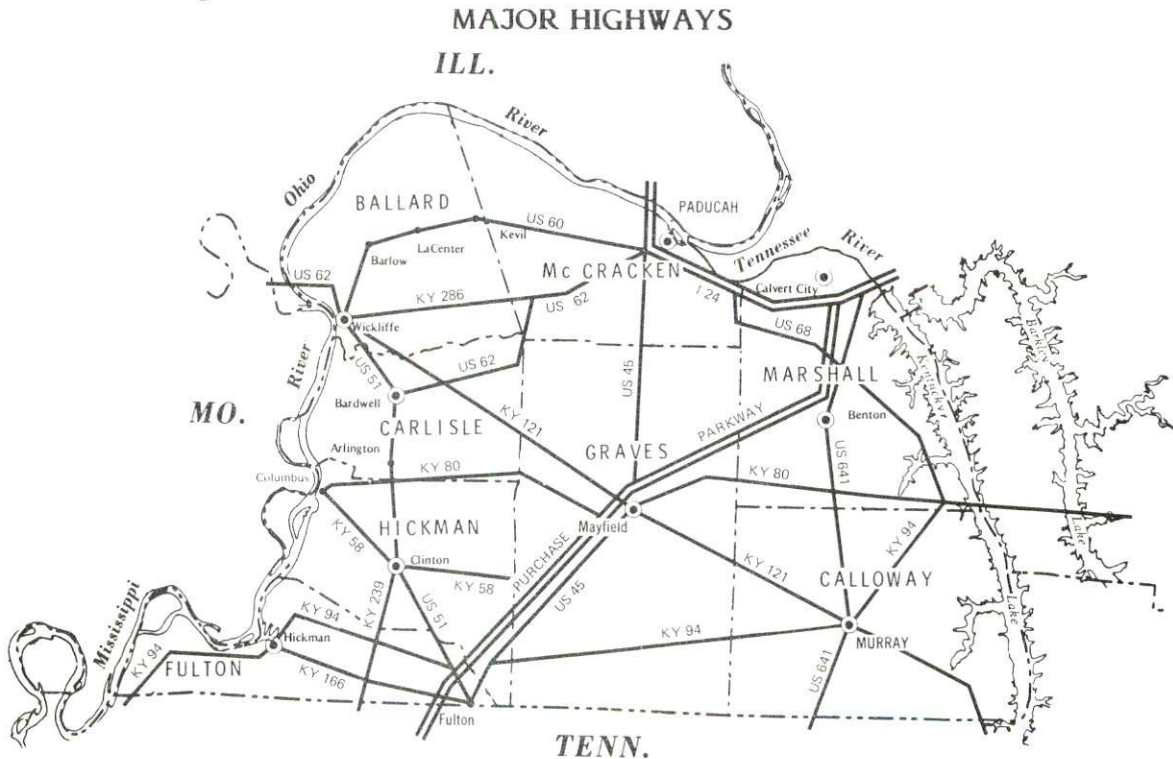 MAJOR HIGHWAYS
ILL.
River
Ohio
BALLARD
PADUCAH
US 60
Kevil
LaCenter
Barlow
Tennessee
River
Mc CRACKEN
US 62
Calvert City
I 24
KY 286
US 62
Wickliffe
US 68
Barkley
River
US 51
US 62
US 45
MARSHALL
Kentucky
MO.
Bardwell
KY 121
PARKWAY
Benton
CARLISLE
GRAVES
Arlington
US 641
KY 80
KY 80
Columbus
Lake
HICKMAN
Mayfield
KY 94
KY 58
PURCHASE
Clinton
KY 121
KY 58
CALLOWAY
US 45
KY 239
US 51
Mississippi
KY 94
Lake
Hickman
KY 94
MURRAY
KY 94
FULTON
KY 166
US 641
Fulton
TENN.